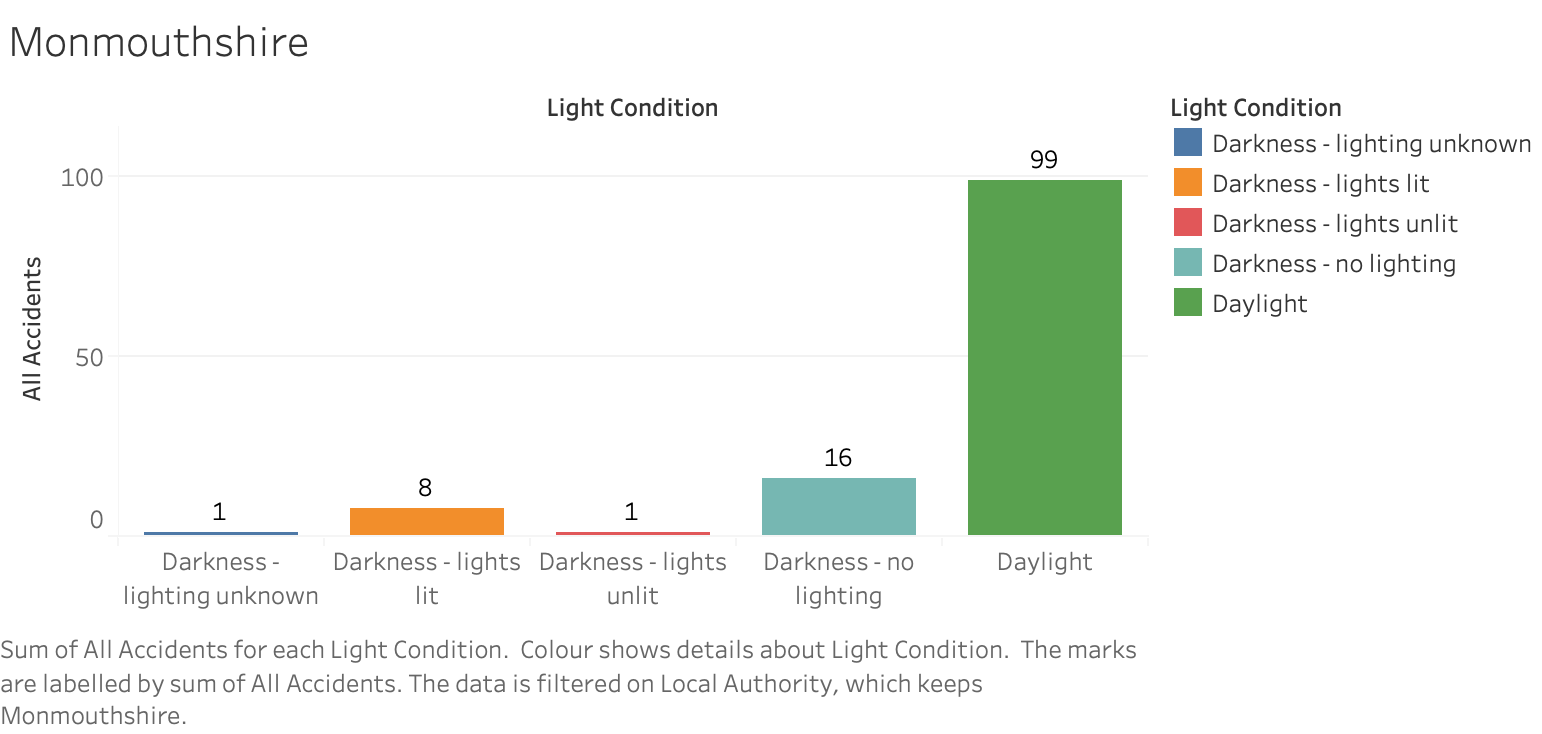 Monmouthshire
Light Condition
Light Condition
Darkness - lighting unknown
Darkness - lights lit
Darkness - lights unlit
Darkness - no lighting
Daylight
All Accidents
100
50
0
1
8
1
16
99
Darkness -
lighting unknown
Darkness - lights
lit
Darkness - lights
unlit
Darkness - no
lighting
Daylight
Sum of All Accidents for each Light Condition.  Colour shows details about Light Condition.  The marks
are labelled by sum of All Accidents. The data is filtered on Local Authority, which keeps
Monmouthshire.